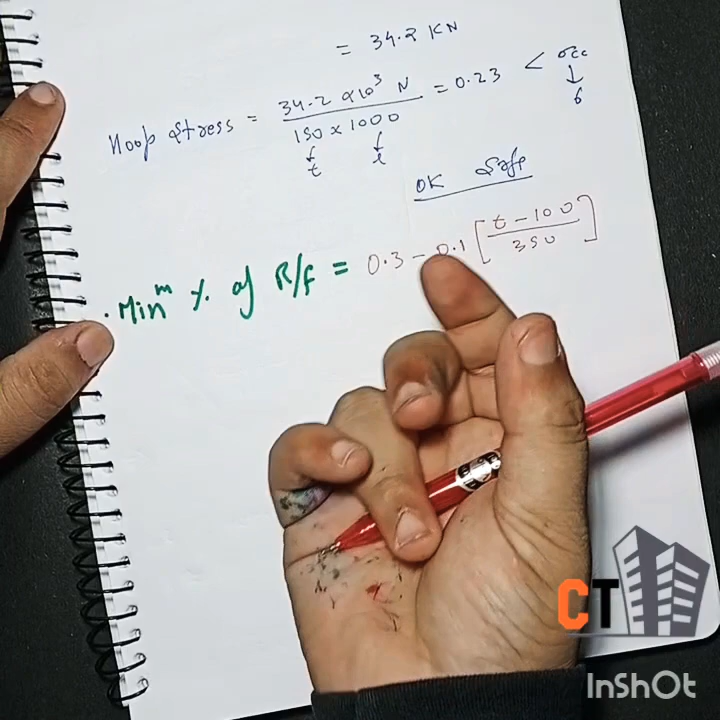 = 34.2 KN
Hoop Stress = 34.2 x10³ N / 150 x 1000 = 0.23 < σcc
↓ t ↓ l ↓ 6
OK Safe
Minᵐ % of R/f = 0.3 - 0.1 [ t - 100 / 350 ]
CT
InShOt